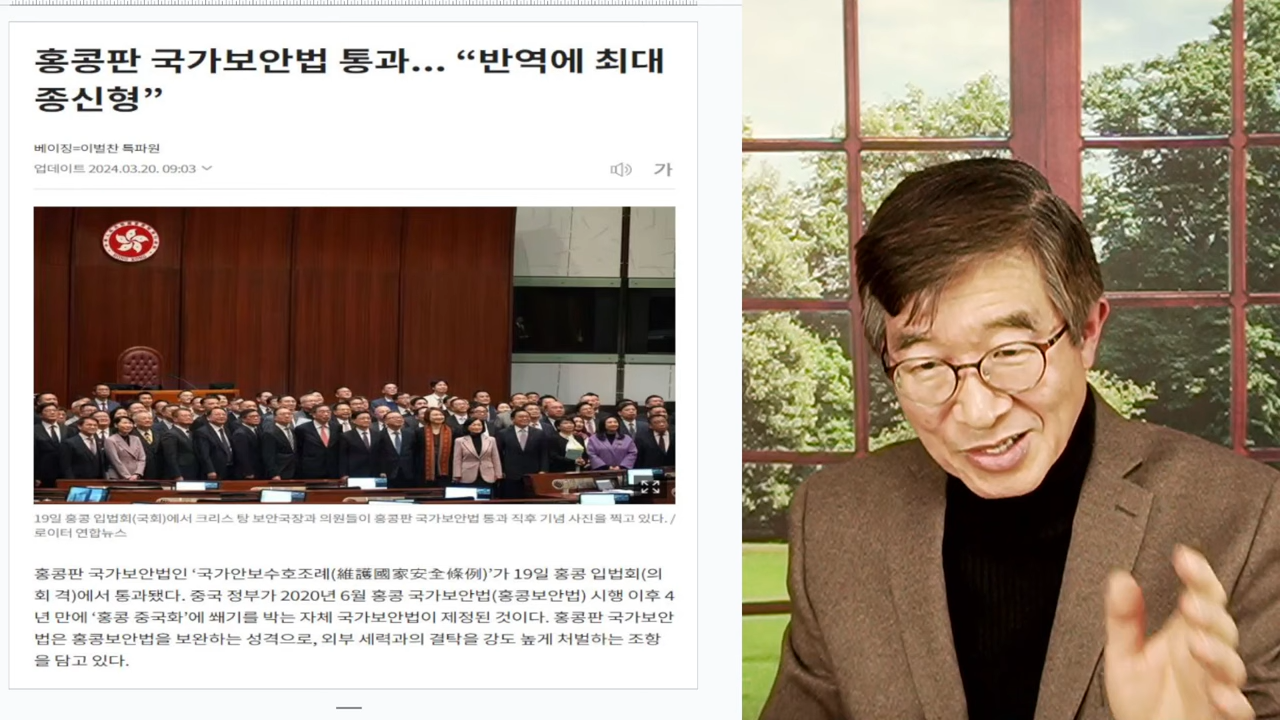 홍콩판 국가보안법 통과... “반역에 최대
종신형”
베이징=이벌찬 특파원
업데이트 2024.03.20. 09:03
가
19일 홍콩 입법회(국회)에서 크리스 탕 보안국장과 의원들이 홍콩판 국가보안법 통과 직후 기념 사진을 찍고 있다. /
로이터 연합뉴스
홍콩판 국가보안법인 ‘국가안보수호조례(維護國家安全條例)’가 19일 홍콩 입법회(의
회 격)에서 통과됐다. 중국 정부가 2020년 6월 홍콩 국가보안법(홍콩보안법) 시행 이후 4
년 만에 ‘홍콩 중국화’에 쐐기를 박는 자체 국가보안법이 제정된 것이다. 홍콩판 국가보안
법은 홍콩보안법을 보완하는 성격으로, 외부 세력과의 결탁을 강도 높게 처벌하는 조항
을 담고 있다.